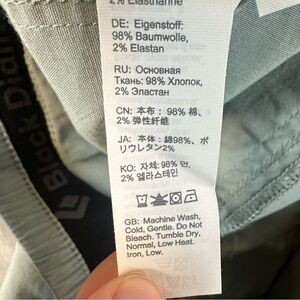 2% Elasthanne
DE: Eigenstoff:
98% Baumwolle,
2% Elastan
RU: Основная
Ткань: 98% Хлопок,
2% Эластан
CN: 本布: 98% 棉,
2% 弹性纤维
JA: 本体: 綿98%、ポ
リウレタン2%
KO: 자체: 98% 면,
2% 엘라스테인
GB: Machine Wash,
Cold, Gentle. Do Not
Bleach. Tumble Dry,
Normal, Low Heat.
Iron, Low.
Black Diam